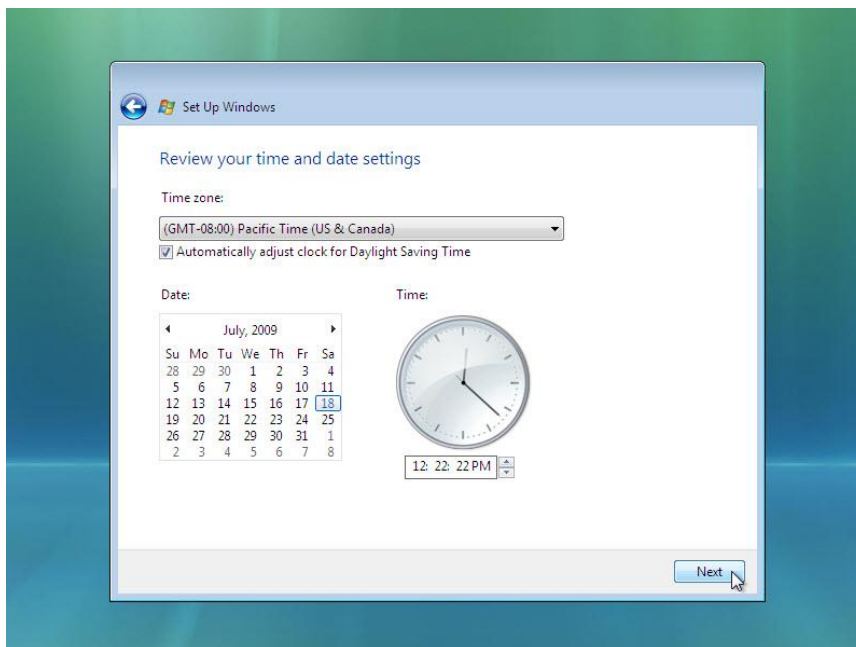 Set Up Windows
Review your time and date settings
Time zone:
(GMT-08:00) Pacific Time (US & Canada)
Automatically adjust clock for Daylight Saving Time
Date:
Time:
July, 2009
Su Mo Tu We Th Fr Sa
28 29 30 1 2 3 4
5 6 7 8 9 10 11
12 13 14 15 16 17 18
19 20 21 22 23 24 25
26 27 28 29 30 31 1
2 3 4 5 6 7 8
12: 22: 22 PM
Next